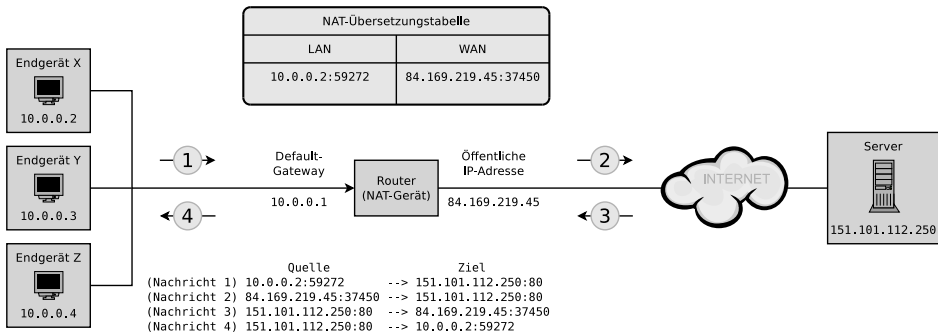 NAT-Übersetzungstabelle
LAN WAN
10.0.0.2:59272 84.169.219.45:37450
Endgerät X
10.0.0.2
Endgerät Y
10.0.0.3
Endgerät Z
10.0.0.4
1
4
Default-
Gateway
10.0.0.1
Router
(NAT-Gerät)
Öffentliche
IP-Adresse
84.169.219.45
2
3
INTERNET
Server
151.101.112.250
Quelle Ziel
(Nachricht 1) 10.0.0.2:59272 --> 151.101.112.250:80
(Nachricht 2) 84.169.219.45:37450 --> 151.101.112.250:80
(Nachricht 3) 151.101.112.250:80 --> 84.169.219.45:37450
(Nachricht 4) 151.101.112.250:80 --> 10.0.0.2:59272